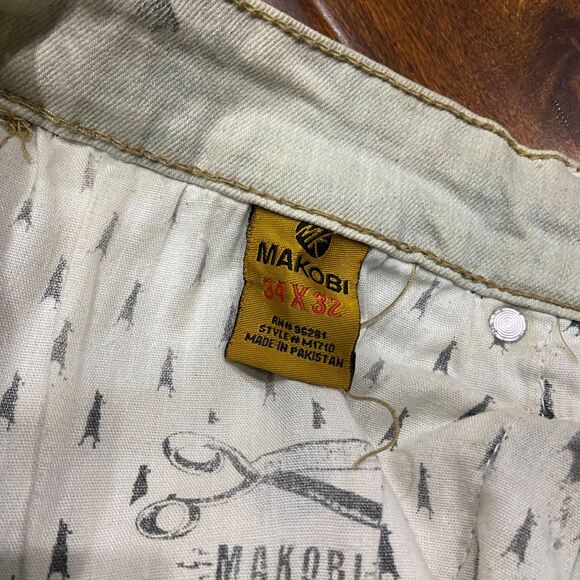 MK
MAKOBI
34 X 32
RN# 96281
STYLE# M1710
MADE IN PAKISTAN
MAKOBI